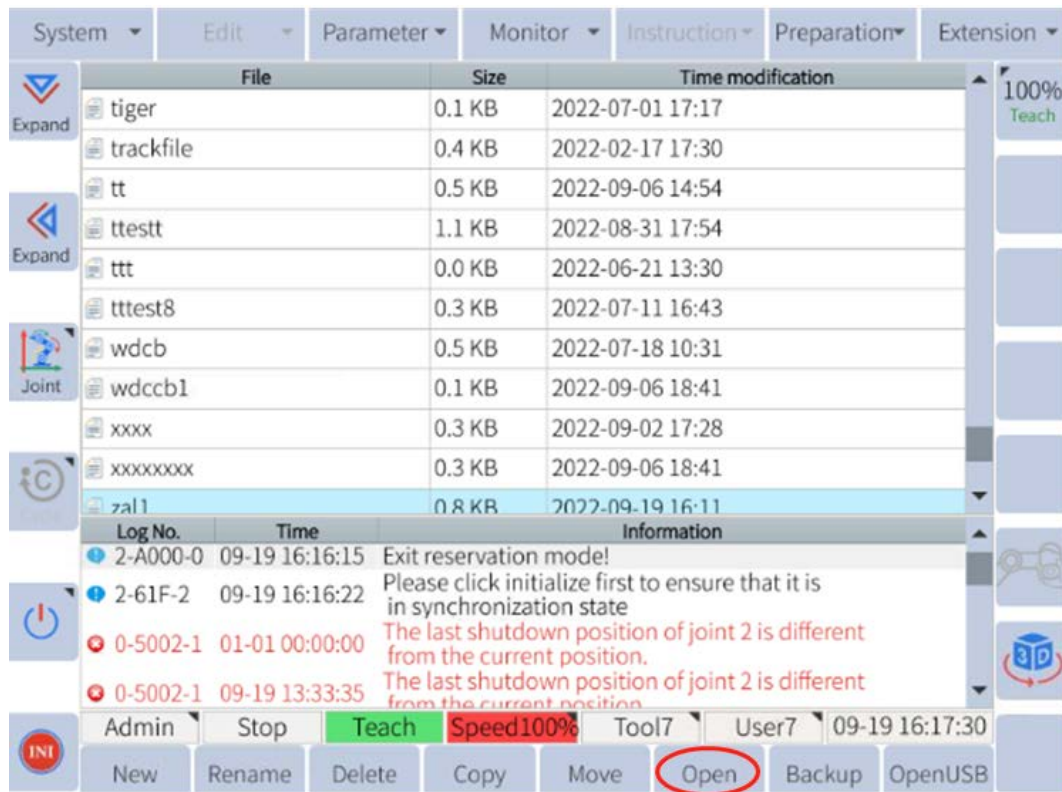 System Edit Parameter Monitor Instruction Preparation Extension
File Size Time modification
100%
Teach
Expand
tiger 0.1 KB 2022-07-01 17:17
trackfile 0.4 KB 2022-02-17 17:30
tt 0.5 KB 2022-09-06 14:54
Expand
ttestt 1.1 KB 2022-08-31 17:54
ttt 0.0 KB 2022-06-21 13:30
tttest8 0.3 KB 2022-07-11 16:43
Joint
wdcb 0.5 KB 2022-07-18 10:31
wdccb1 0.1 KB 2022-09-06 18:41
xxxx 0.3 KB 2022-09-02 17:28
C
xxxxxxxx 0.3 KB 2022-09-06 18:41
zal1 0.8 KB 2022-09-19 16:11
Log No. Time Information
2-A000-0 09-19 16:16:15 Exit reservation mode!
2-61F-2 09-19 16:16:22 Please click initialize first to ensure that it is
in synchronization state
0-5002-1 01-01 00:00:00 The last shutdown position of joint 2 is different
from the current position.
3D
0-5002-1 09-19 13:33:35 The last shutdown position of joint 2 is different
from the current position
Admin Stop Teach Speed100% Tool7 User7 09-19 16:17:30
INI
New Rename Delete Copy Move Open Backup OpenUSB